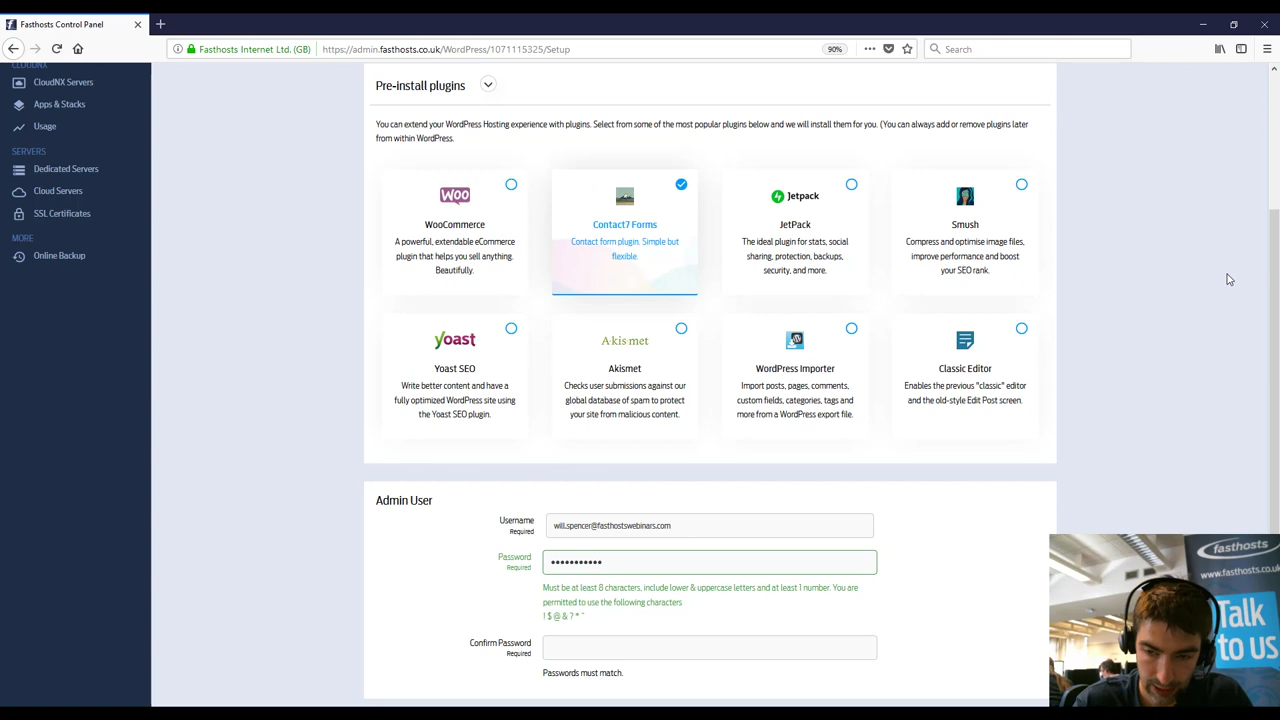 Fasthosts Control Panel
Fasthosts Internet Ltd. (GB)
https://admin.fasthosts.co.uk/WordPress/1071115325/Setup
90%
Search
CLOUDNX
CloudNX Servers
Apps & Stacks
Usage
SERVERS
Dedicated Servers
Cloud Servers
SSL Certificates
MORE
Online Backup
Pre-install plugins
You can extend your WordPress Hosting experience with plugins. Select from some of the most popular plugins below and we will install them for you. (You can always add or remove plugins later
from within WordPress.
WOO
WooCommerce
A powerful, extendable eCommerce
plugin that helps you sell anything.
Beautifully.
Contact7 Forms
Contact form plugin. Simple but
flexible.
Jetpack
JetPack
The ideal plugin for stats, social
sharing, protection, backups,
security, and more.
Smush
Compress and optimise image files,
improve performance and boost
your SEO rank.
yoast
Yoast SEO
Write better content and have a
fully optimized WordPress site using
the Yoast SEO plugin.
A·kis·met
Akismet
Checks user submissions against our
global database of spam to protect
your site from malicious content.
WordPress Importer
Import posts, pages, comments,
custom fields, categories, tags and
more from a WordPress export file.
Classic Editor
Enables the previous "classic" editor
and the old-style Edit Post screen.
Admin User
Username
Required
will.spencer@fasthostswebinars.com
Password
Required
•••••••••••
Must be at least 8 characters, include lower & uppercase letters and at least 1 number. You are
permitted to use the following characters
! $ @ & ? * ^
Confirm Password
Required
Passwords must match.
fasthosts
www.fasthosts.co.uk
Talk
to us